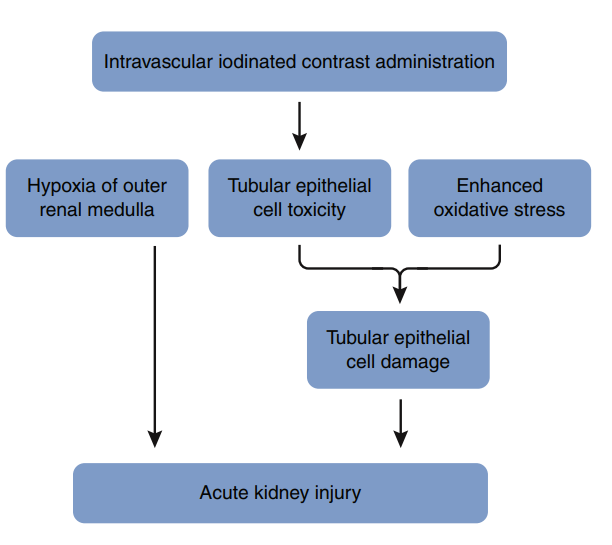 Intravascular iodinated contrast administration
Hypoxia of outer
renal medulla
Tubular epithelial
cell toxicity
Enhanced
oxidative stress
Tubular epithelial
cell damage
Acute kidney injury